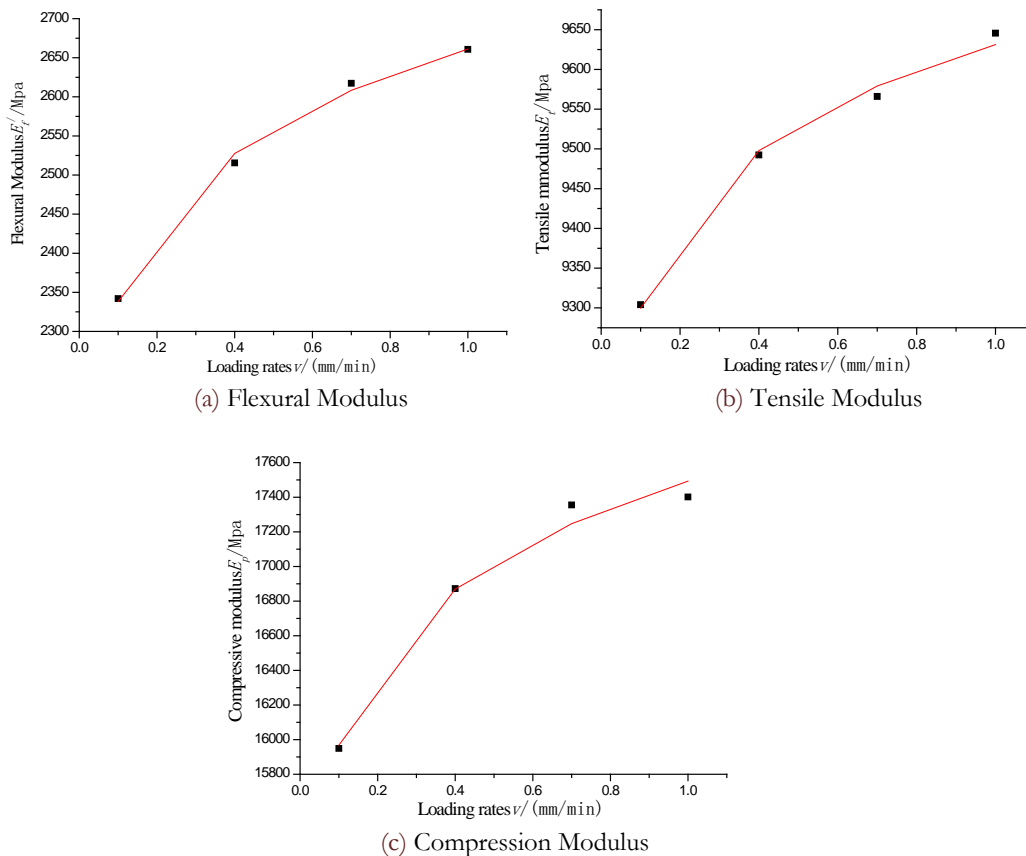 2700
2650
2600
2550
2500
2450
2400
2350
2300
Flexural Modulus E_f'/Mpa
0.0 0.2 0.4 0.6 0.8 1.0
Loading rates v/(mm/min)
(a) Flexural Modulus
9650
9600
9550
9500
9450
9400
9350
9300
Tensile mmodulus E_t/Mpa
0.0 0.2 0.4 0.6 0.8 1.0
Loading rates v/(mm/min)
(b) Tensile Modulus
17600
17400
17200
17000
16800
16600
16400
16200
16000
15800
Compressive modulus E_p/Mpa
0.0 0.2 0.4 0.6 0.8 1.0
Loading rates v/(mm/min)
(c) Compression Modulus